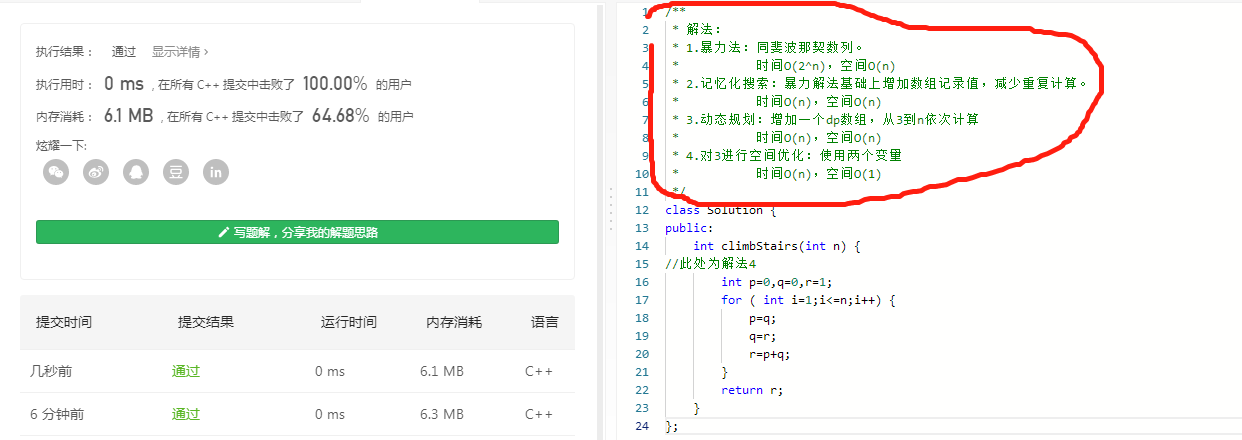 执行结果： 通过 显示详情 ›
执行用时： 0 ms , 在所有 C++ 提交中击败了 100.00% 的用户
内存消耗： 6.1 MB , 在所有 C++ 提交中击败了 64.68% 的用户
炫耀一下:
豆 in
写题解，分享我的解题思路
提交时间 提交结果 运行时间 内存消耗 语言
几秒前 通过 0 ms 6.1 MB C++
6 分钟前 通过 0 ms 6.3 MB C++
1 /**
2 * 解法：
3 * 1.暴力法：同斐波那契数列。
4 * 时间O(2^n)，空间O(n)
5 * 2.记忆化搜索：暴力解法基础上增加数组记录值，减少重复计算。
6 * 时间O(n)，空间O(n)
7 * 3.动态规划：增加一个dp数组，从3到n依次计算
8 * 时间O(n)，空间O(n)
9 * 4.对3进行空间优化：使用两个变量
10 * 时间O(n)，空间O(1)
11 */
12 class Solution {
13 public:
14 int climbStairs(int n) {
15 //此处为解法4
16 int p=0,q=0,r=1;
17 for ( int i=1;i<=n;i++) {
18 p=q;
19 q=r;
20 r=p+q;
21 }
22 return r;
23 }
24 };